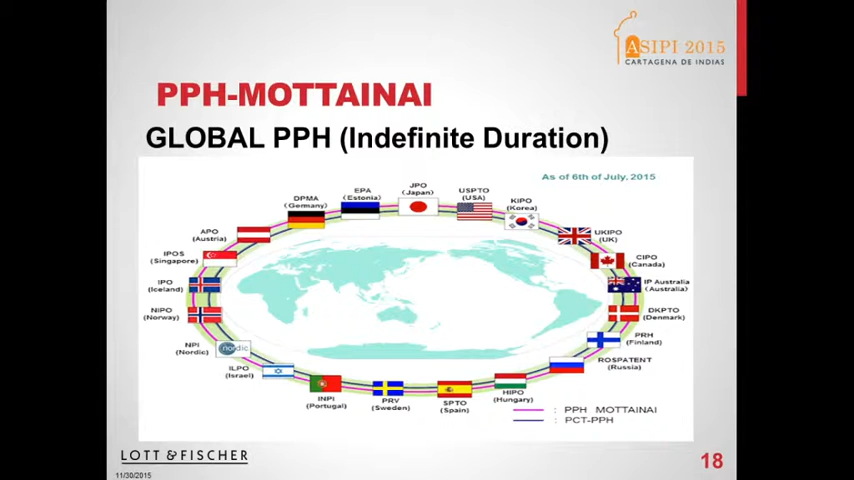 ASIPI 2015
CARTAGENA DE INDIAS
PPH-MOTTAINAI
GLOBAL PPH (Indefinite Duration)
As of 6th of July, 2015
JPO
(Japan)
EPA
(Estonia)
USPTO
(USA)
DPMA
(Germany)
KIPO
(Korea)
APO
(Austria)
UKIPO
(UK)
IPOS
(Singapore)
CIPO
(Canada)
IPO
(Iceland)
IP Australia
(Australia)
NIPO
(Norway)
DKPTO
(Denmark)
NPI
(Nordic)
nordic
PRH
(Finland)
ILPO
(Israel)
ROSPATENT
(Russia)
INPI
(Portugal)
PRV
(Sweden)
SPTO
(Spain)
HIPO
(Hungary)
: PPH MOTTAINAI
: PCT-PPH
LOTT & FISCHER
18
11/30/2015